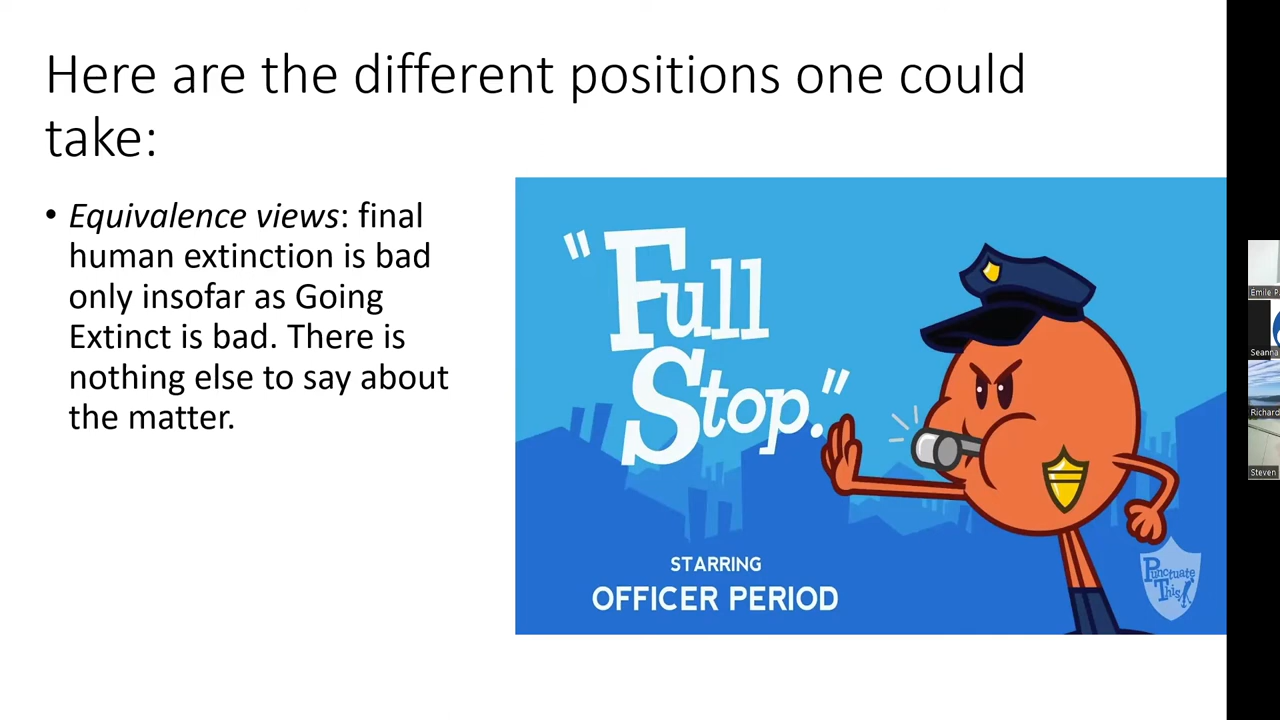 Here are the different positions one could
take:
• Equivalence views: final
human extinction is bad
only insofar as Going
Extinct is bad. There is
nothing else to say about
the matter.
"Full
Stop."
STARRING
OFFICER PERIOD
Punctuate
This!
Emile P
Seanna
Richard
Steven